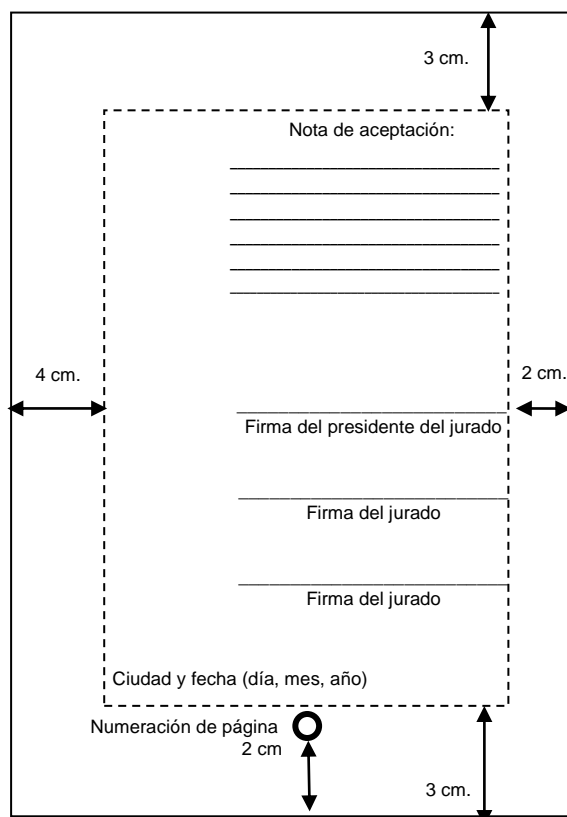 3 cm.
Nota de aceptación:
4 cm.
2 cm.
Firma del presidente del jurado
Firma del jurado
Firma del jurado
Ciudad y fecha (día, mes, año)
Numeración de página
2 cm
3 cm.